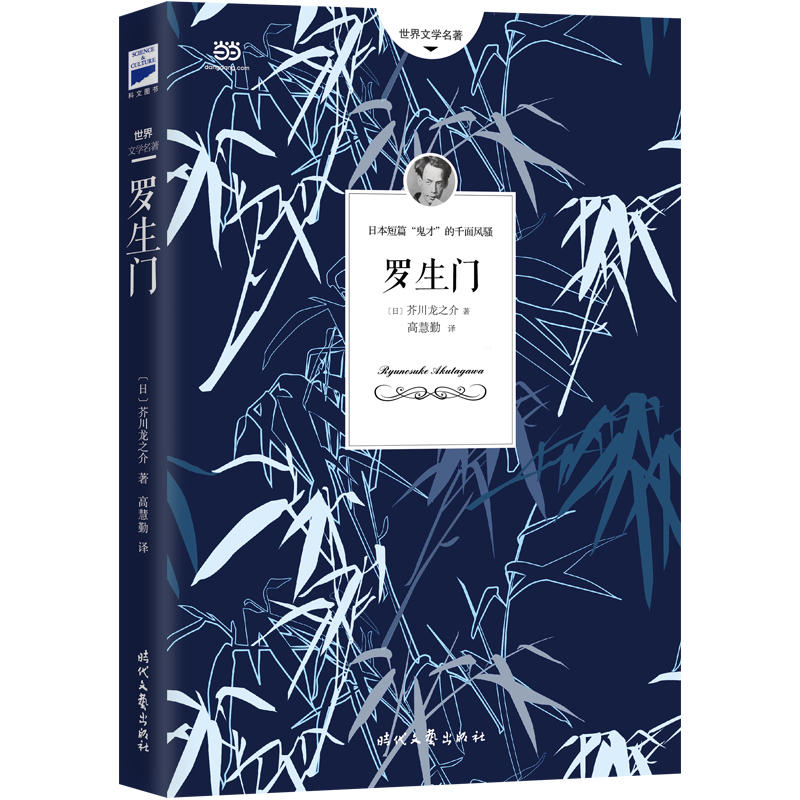 SCIENCE
&
CULTURE
科文图书
世界
文学名著
罗生门
〔日〕芥川龙之介 著
高慧勤 译
时代文艺出版社
当当
dangdang.com
世界文学名著
日本短篇“鬼才”的千面风骚
罗生门
〔日〕芥川龙之介 著
高慧勤 译
Ryunosuke Akutagawa
时代文艺出版社